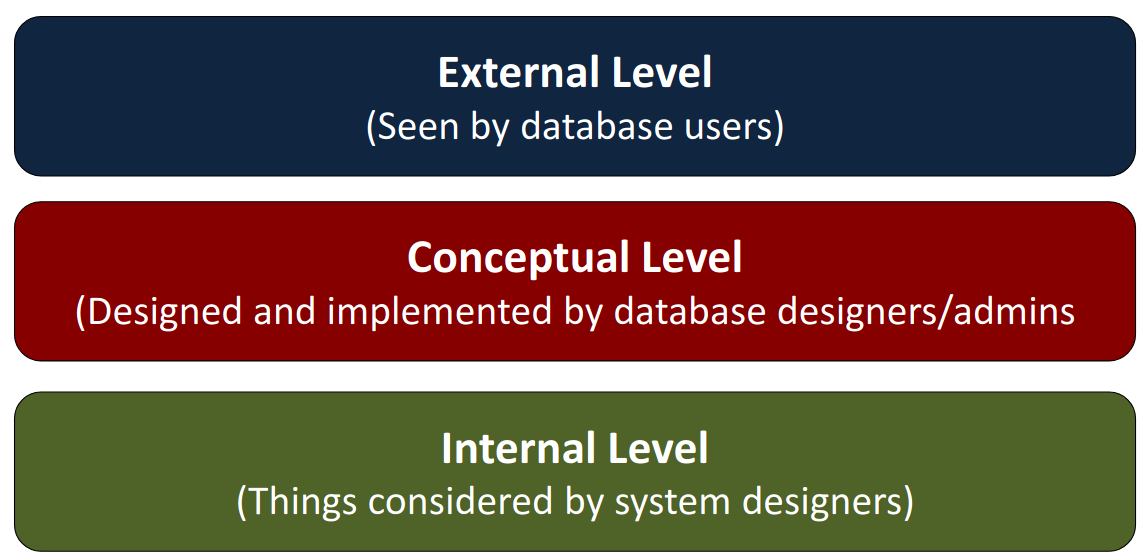 External Level
(Seen by database users)
Conceptual Level
(Designed and implemented by database designers/admins
Internal Level
(Things considered by system designers)